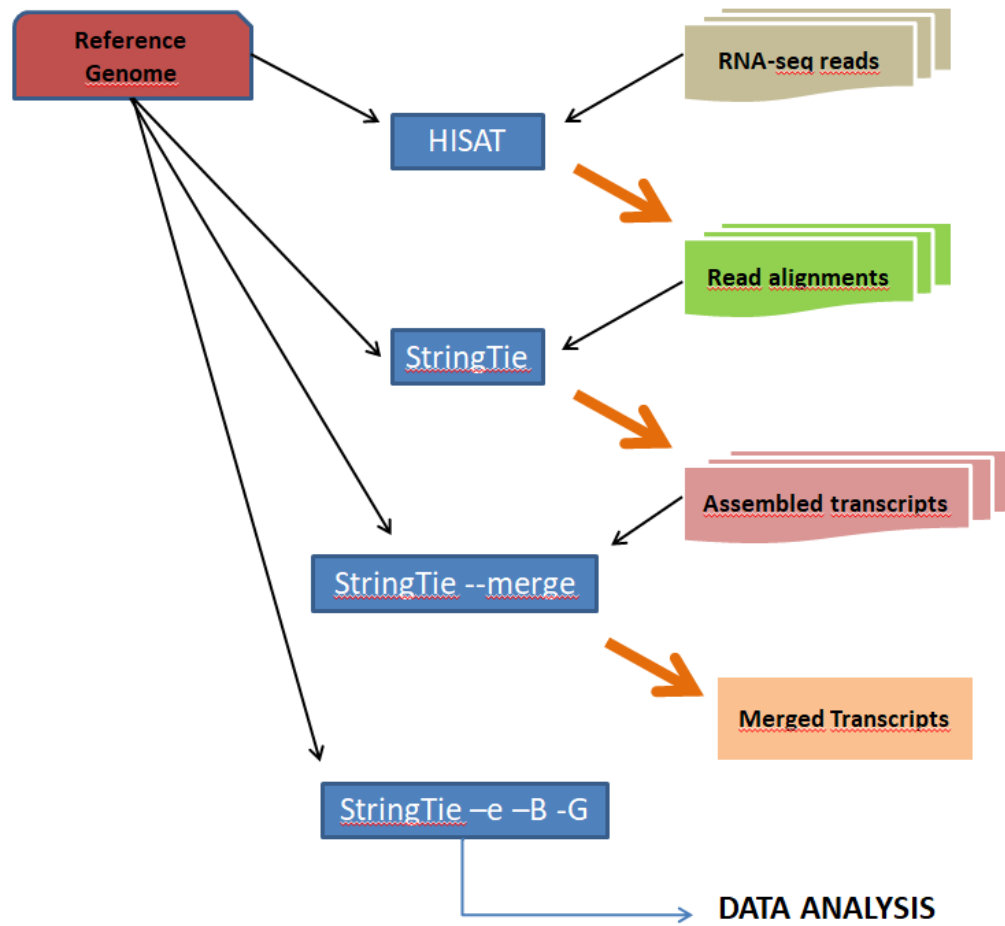 Reference
Genome
RNA-seq reads
HISAT
Read alignments
StringTie
Assembled transcripts
StringTie --merge
Merged Transcripts
StringTie –e –B -G
DATA ANALYSIS